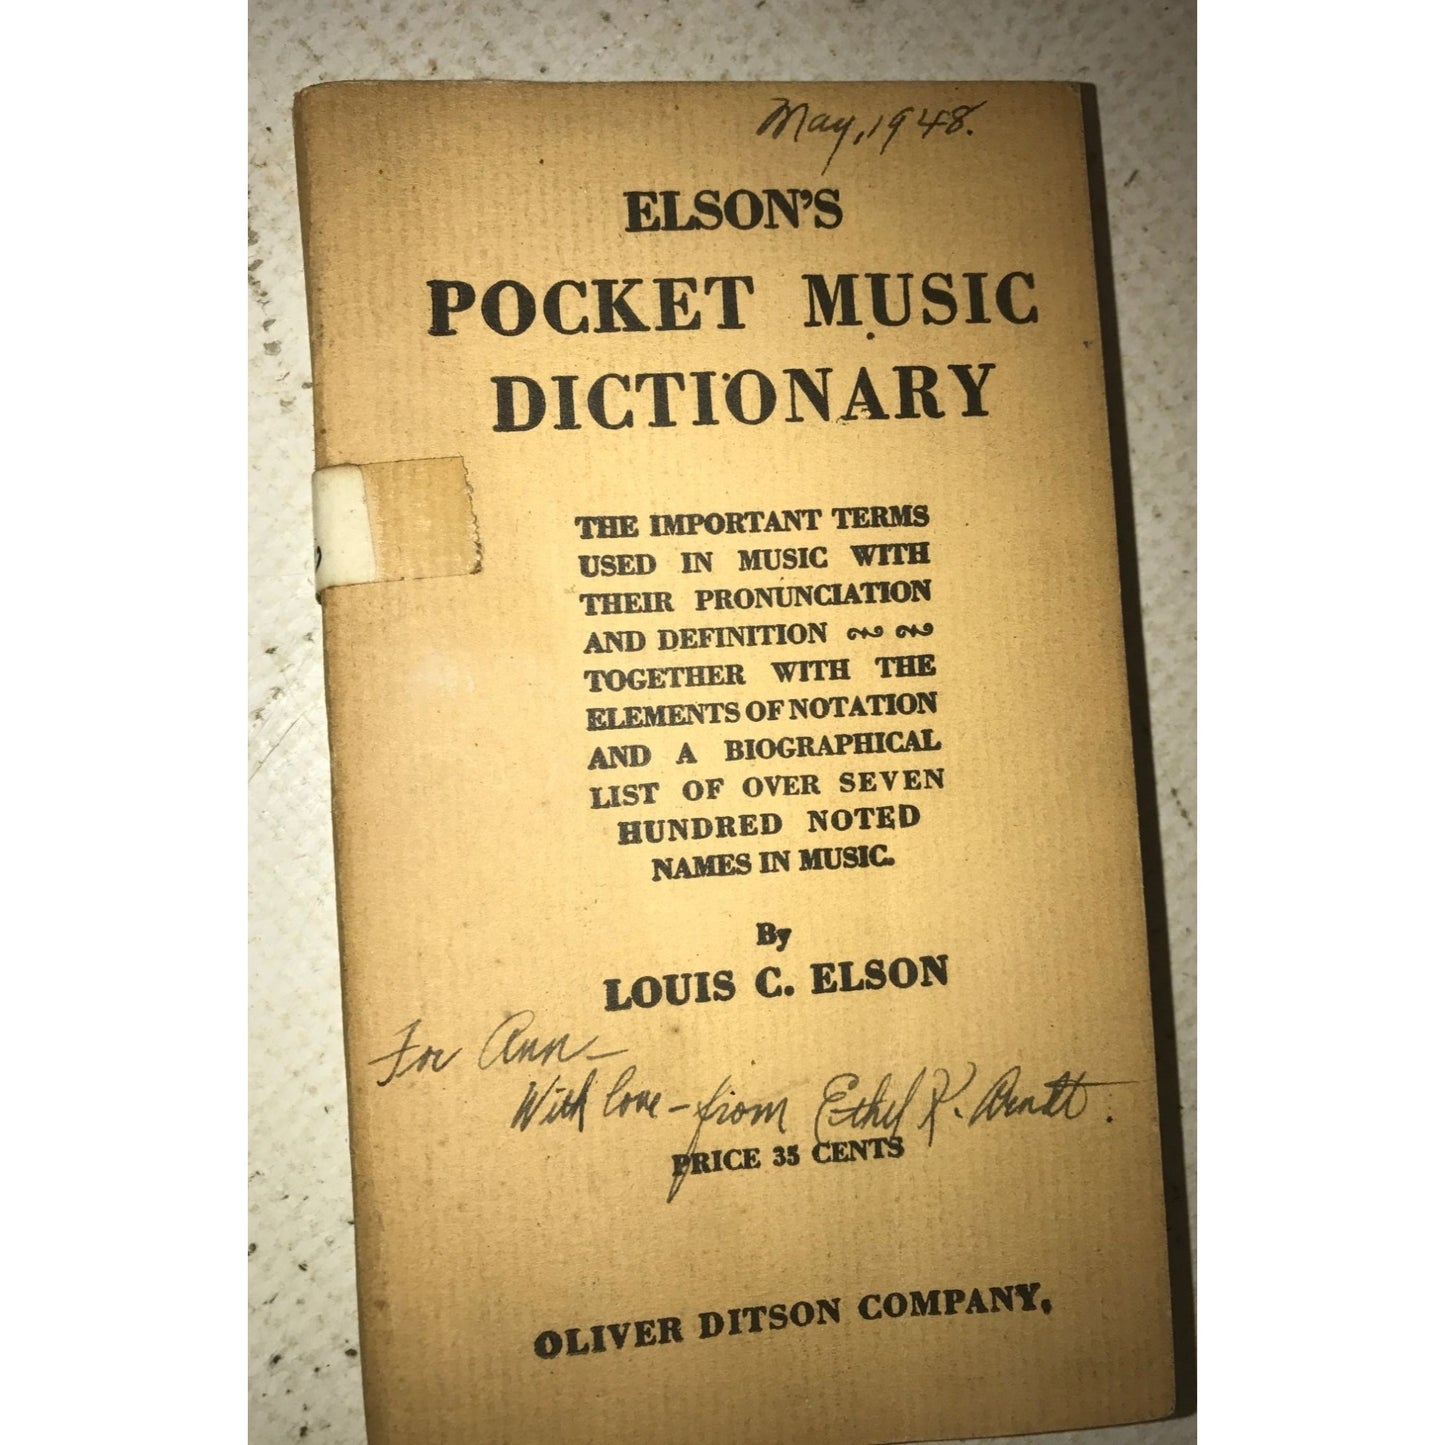 May, 1948.
ELSON'S
POCKET MUSIC
DICTIONARY
THE IMPORTANT TERMS
USED IN MUSIC WITH
THEIR PRONUNCIATION
AND DEFINITION
TOGETHER WITH THE
ELEMENTS OF NOTATION
AND A BIOGRAPHICAL
LIST OF OVER SEVEN
HUNDRED NOTED
NAMES IN MUSIC.
By
LOUIS C. ELSON
For Ann –
With love – from Ethel K.
PRICE 35 CENTS
OLIVER DITSON COMPANY,